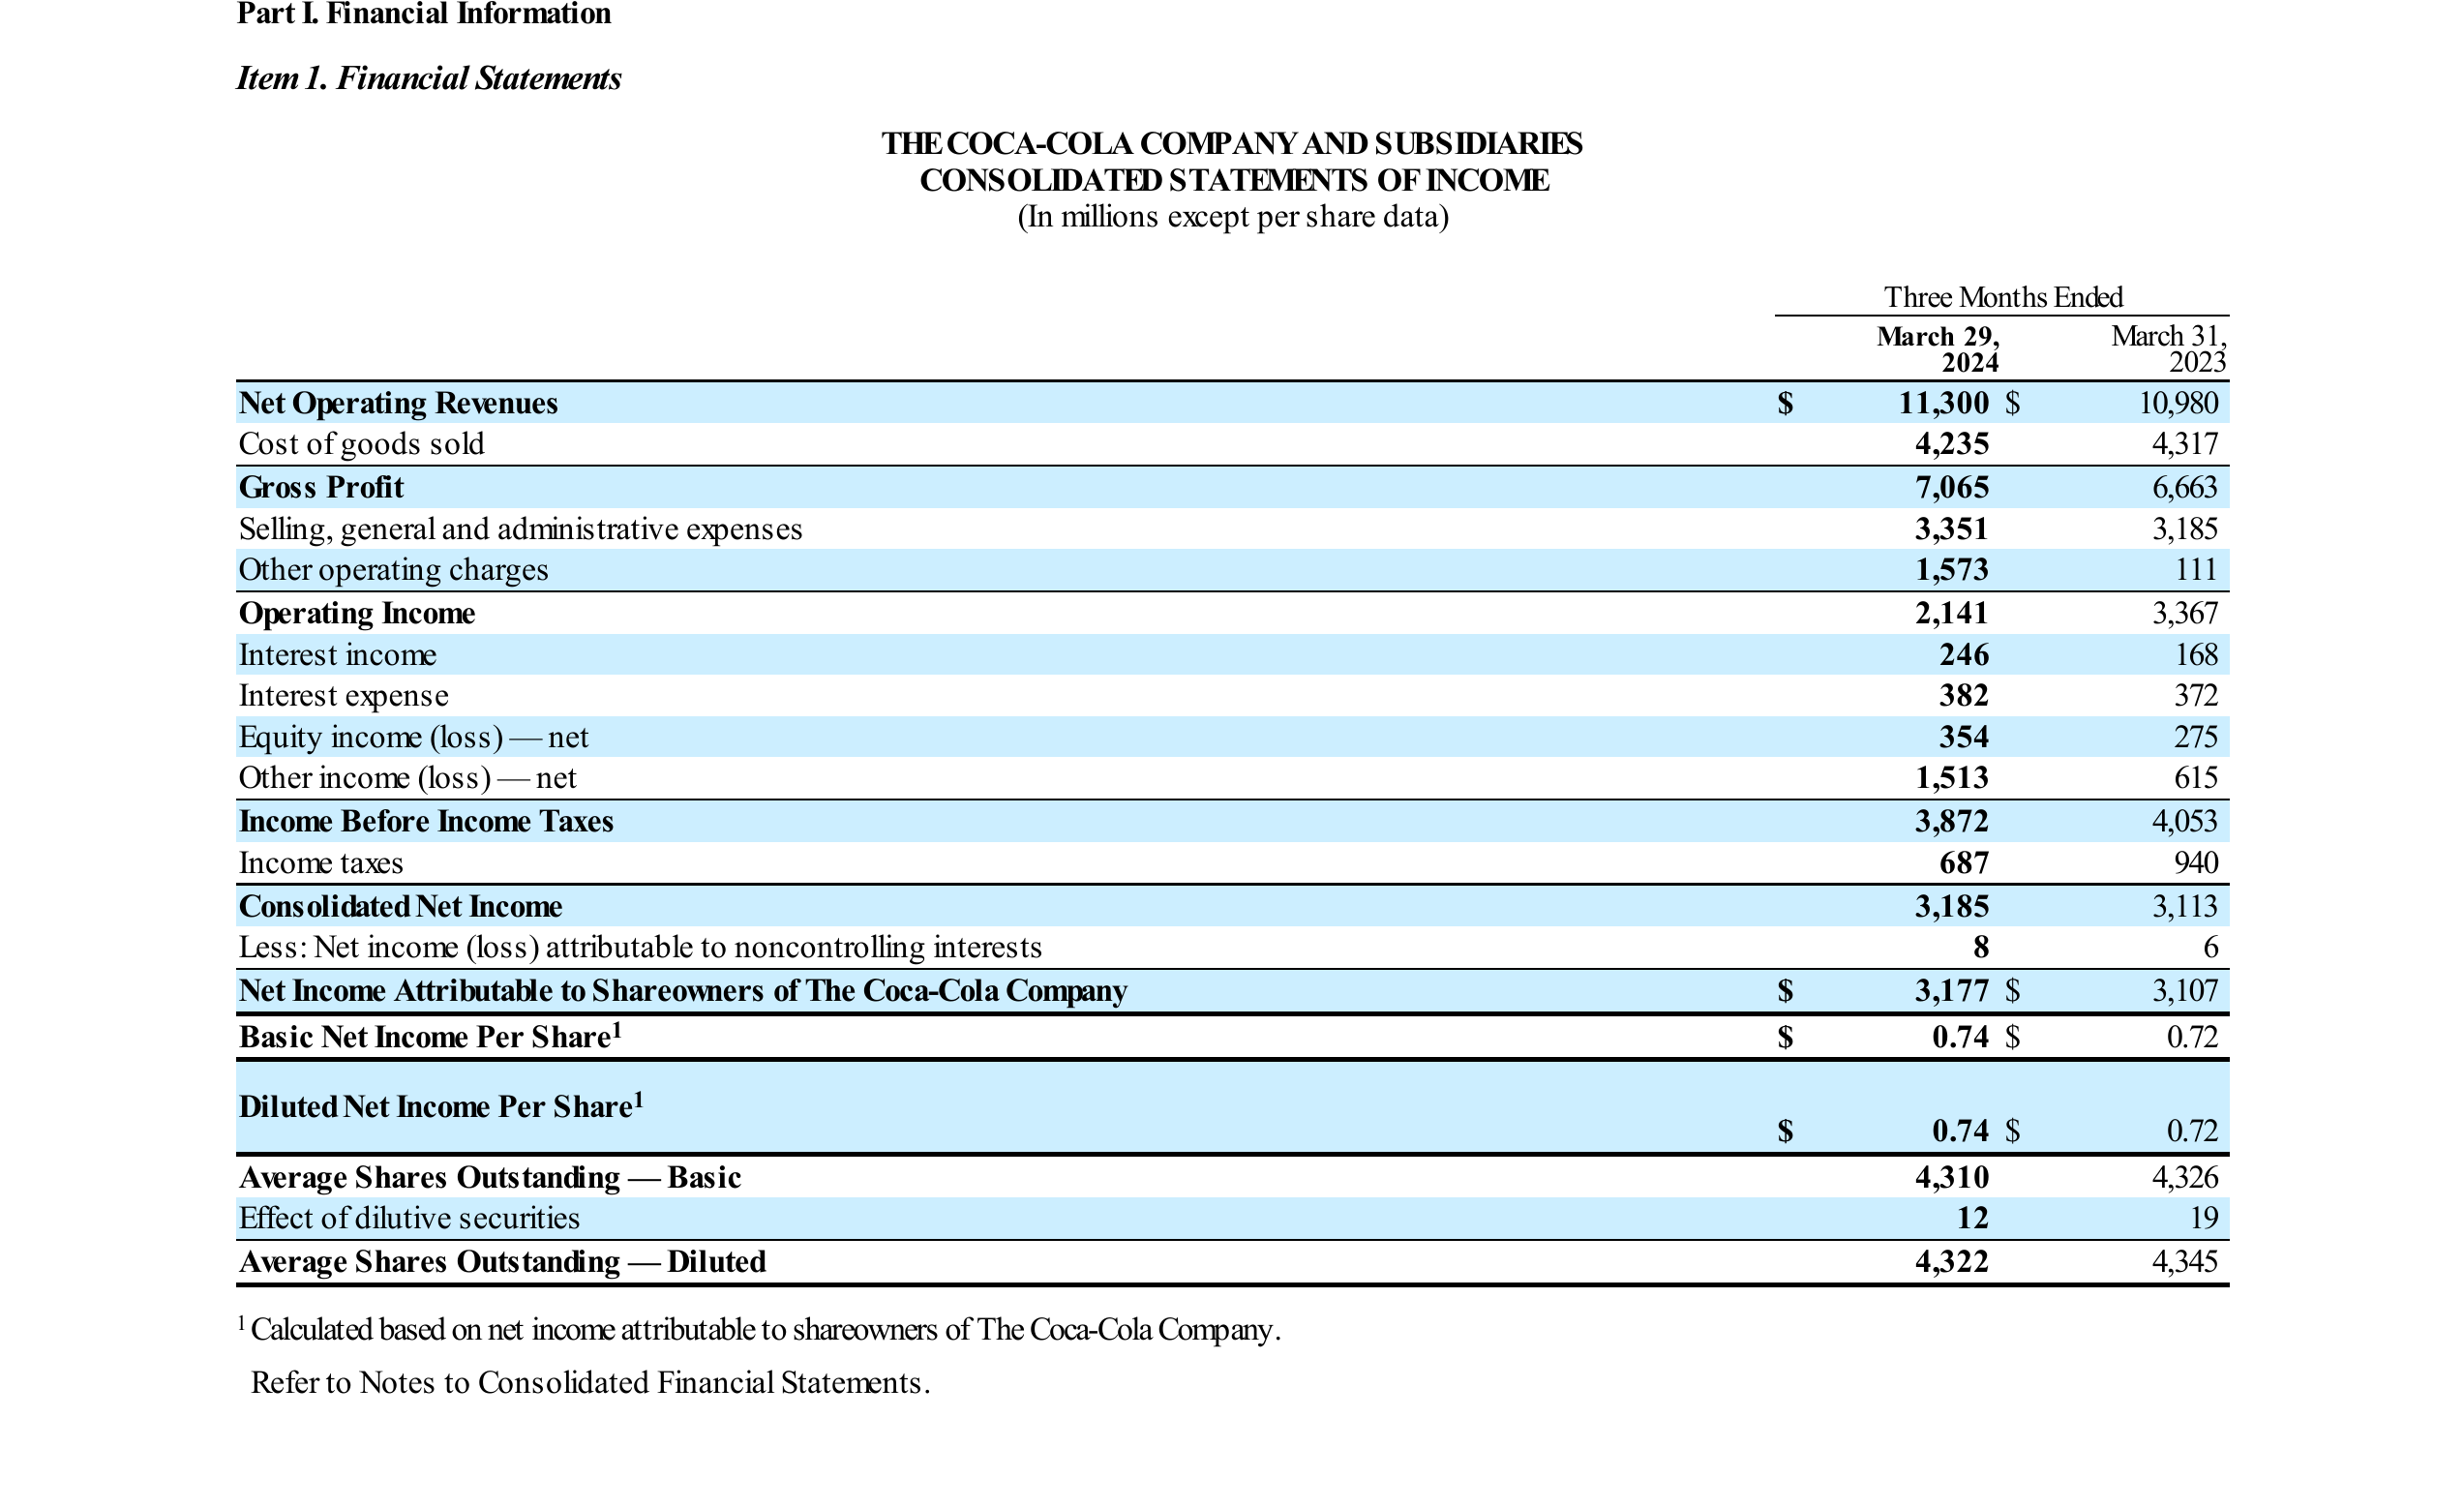 Part I. Financial Information
Item 1. Financial Statements
THE COCA-COLA COMPANY AND SUBSIDIARIES
CONSOLIDATED STATEMENTS OF INCOME
(In millions except per share data)
Three Months Ended
March 29, March 31,
2024 2023
Net Operating Revenues $ 11,300 $ 10,980
Cost of goods sold 4,235 4,317
Gross Profit 7,065 6,663
Selling, general and administrative expenses 3,351 3,185
Other operating charges 1,573 111
Operating Income 2,141 3,367
Interest income 246 168
Interest expense 382 372
Equity income (loss) — net 354 275
Other income (loss) — net 1,513 615
Income Before Income Taxes 3,872 4,053
Income taxes 687 940
Consolidated Net Income 3,185 3,113
Less: Net income (loss) attributable to noncontrolling interests 8 6
Net Income Attributable to Shareowners of The Coca-Cola Company $ 3,177 $ 3,107
Basic Net Income Per Share¹ $ 0.74 $ 0.72
Diluted Net Income Per Share¹ $ 0.74 $ 0.72
Average Shares Outstanding — Basic 4,310 4,326
Effect of dilutive securities 12 19
Average Shares Outstanding — Diluted 4,322 4,345
¹ Calculated based on net income attributable to shareowners of The Coca-Cola Company.
Refer to Notes to Consolidated Financial Statements.